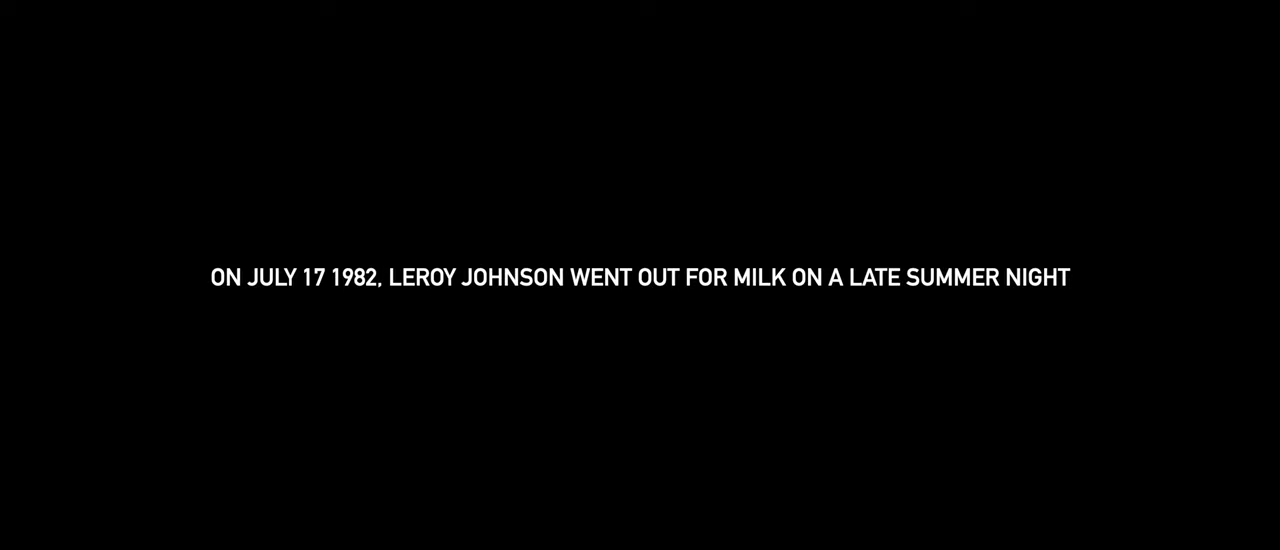 ON JULY 17 1982, LEROY JOHNSON WENT OUT FOR MILK ON A LATE SUMMER NIGHT